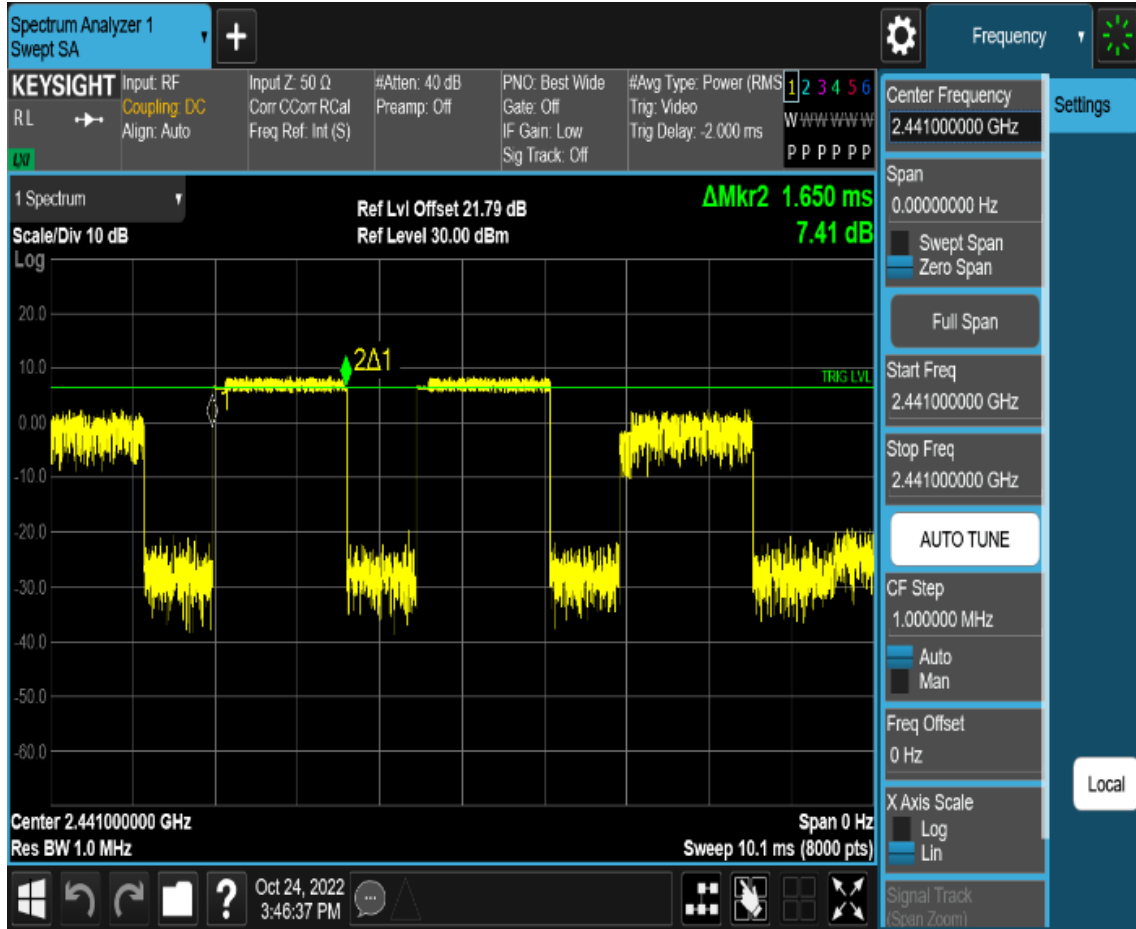 Spectrum Analyzer 1
Swept SA
+
Frequency
KEYSIGHT
RL
LXI
Input: RF
Coupling: DC
Align: Auto
Input Z: 50 Ω
Corr CCorr RCal
Freq Ref: Int (S)
#Atten: 40 dB
Preamp: Off
PNO: Best Wide
Gate: Off
IF Gain: Low
Sig Track: Off
#Avg Type: Power (RMS
Trig: Video
Trig Delay: -2.000 ms
1 2 3 4 5 6
W W W W W W
P P P P P P
1 Spectrum
Scale/Div 10 dB
Log
Ref Lvl Offset 21.79 dB
Ref Level 30.00 dBm
ΔMkr2 1.650 ms
7.41 dB
20.0
10.0
0.00
-10.0
-20.0
-30.0
-40.0
-50.0
-60.0
2Δ1
TRIG LVL
Center 2.441000000 GHz
Res BW 1.0 MHz
Span 0 Hz
Sweep 10.1 ms (8000 pts)
?
Oct 24, 2022
3:46:37 PM
Center Frequency
2.441000000 GHz
Span
0.00000000 Hz
Swept Span
Zero Span
Full Span
Start Freq
2.441000000 GHz
Stop Freq
2.441000000 GHz
AUTO TUNE
CF Step
1.000000 MHz
Auto
Man
Freq Offset
0 Hz
X Axis Scale
Log
Lin
Signal Track
(Span Zoom)
Settings
Local